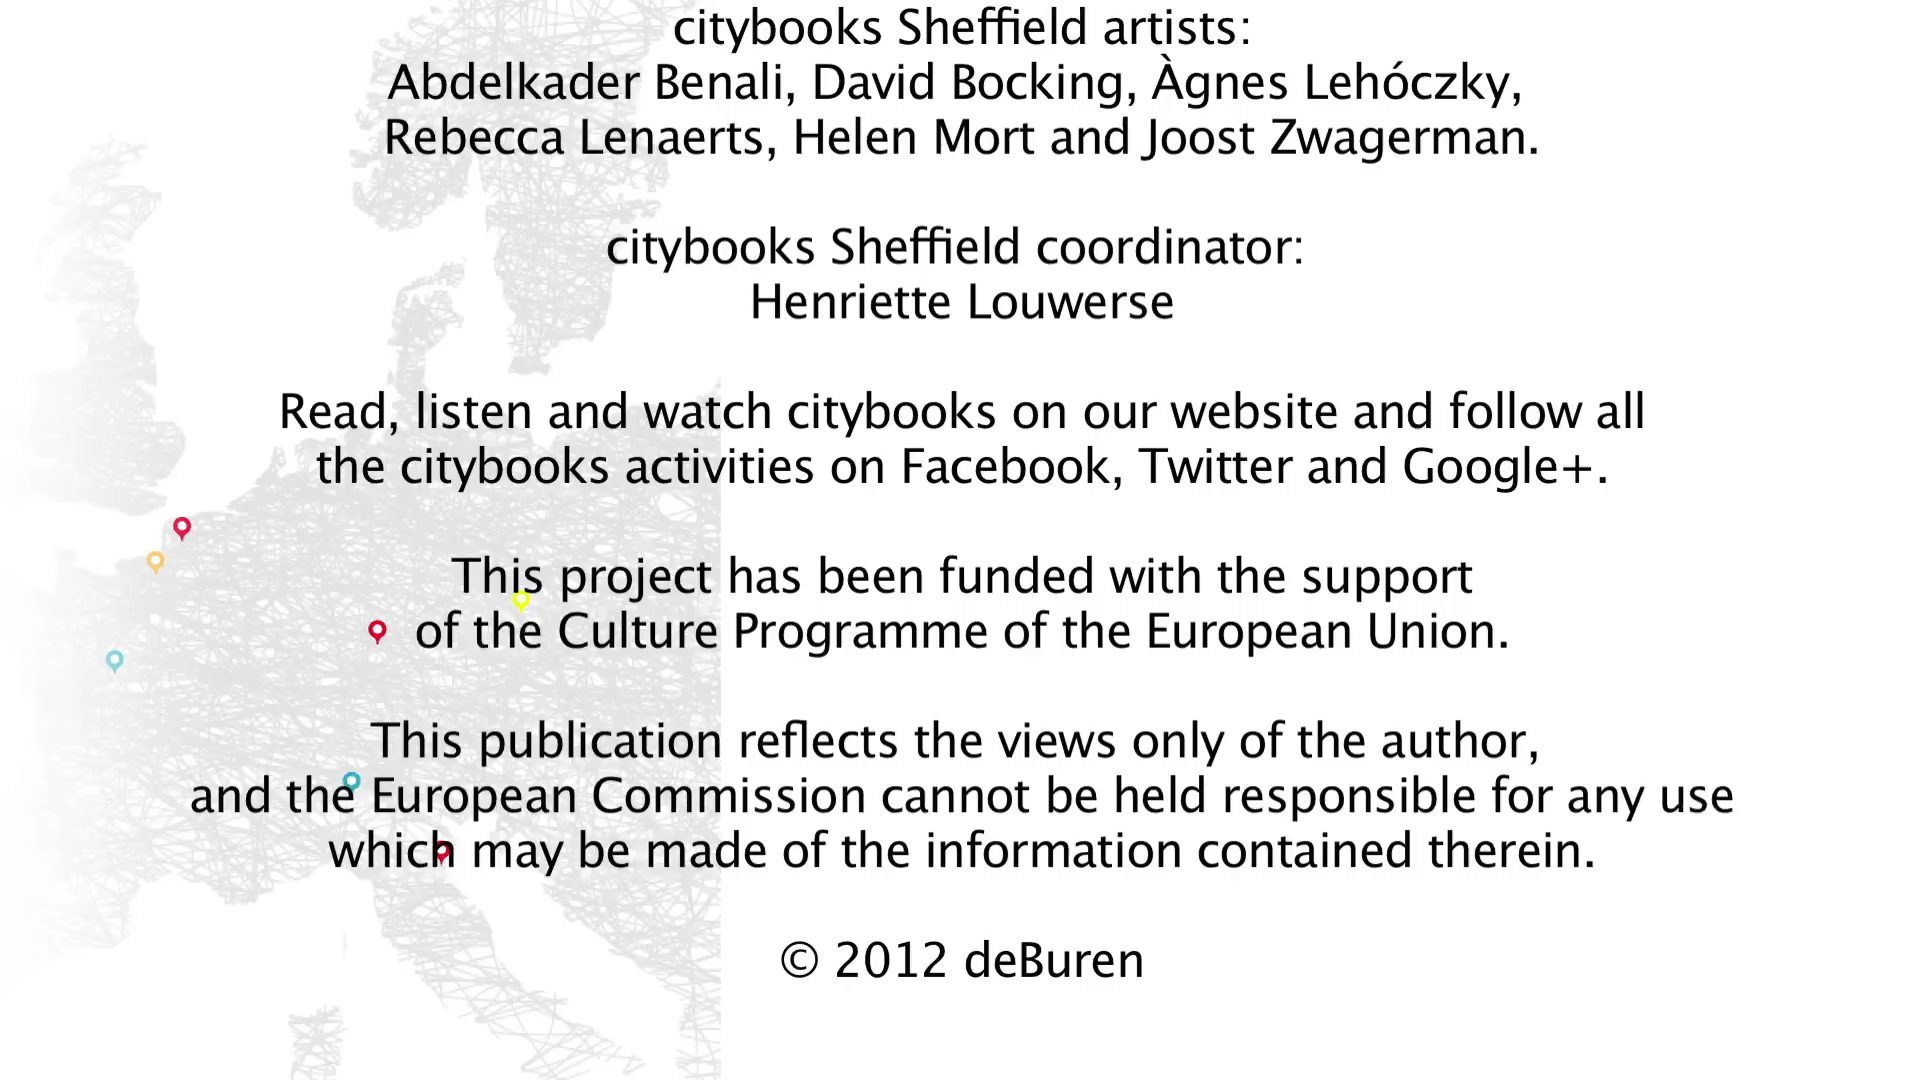 citybooks Sheffield artists:
Abdelkader Benali, David Bocking, Àgnes Lehóczky,
Rebecca Lenaerts, Helen Mort and Joost Zwagerman.
citybooks Sheffield coordinator:
Henriette Louwerse
Read, listen and watch citybooks on our website and follow all
the citybooks activities on Facebook, Twitter and Google+.
This project has been funded with the support
of the Culture Programme of the European Union.
This publication reflects the views only of the author,
and the European Commission cannot be held responsible for any use
which may be made of the information contained therein.
© 2012 deBuren